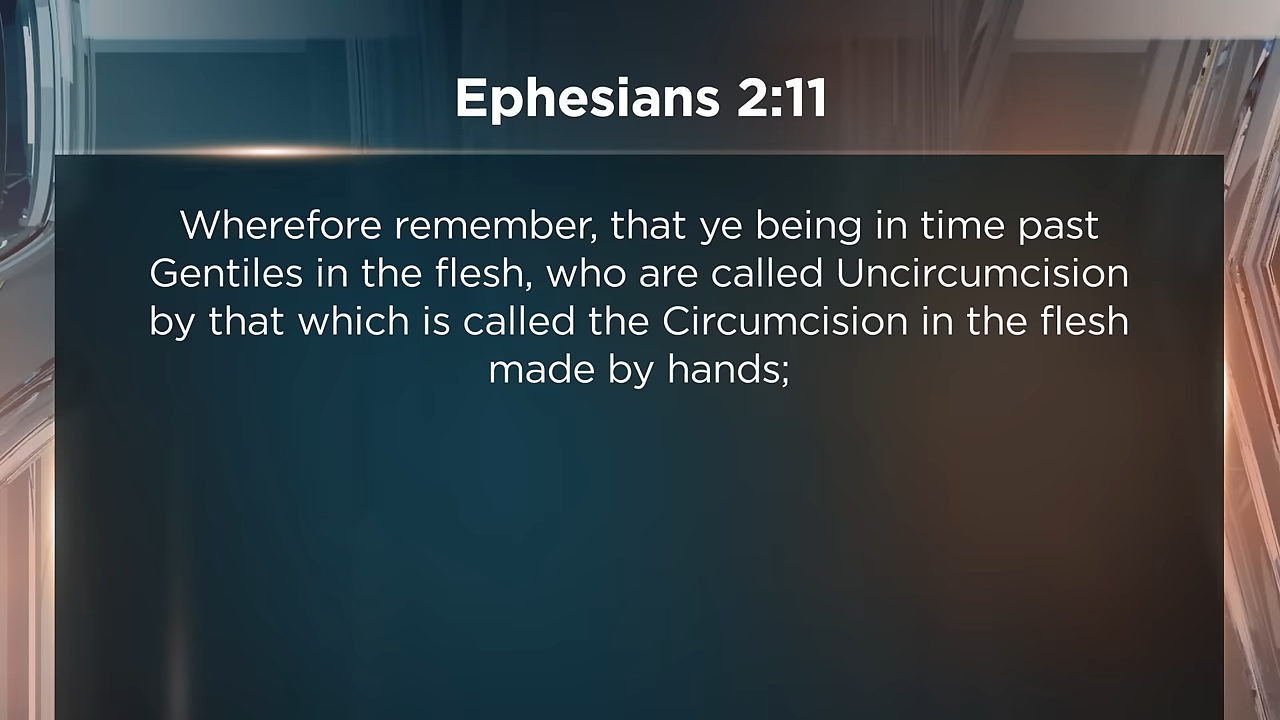 Ephesians 2:11
Wherefore remember, that ye being in time past
Gentiles in the flesh, who are called Uncircumcision
by that which is called the Circumcision in the flesh
made by hands;